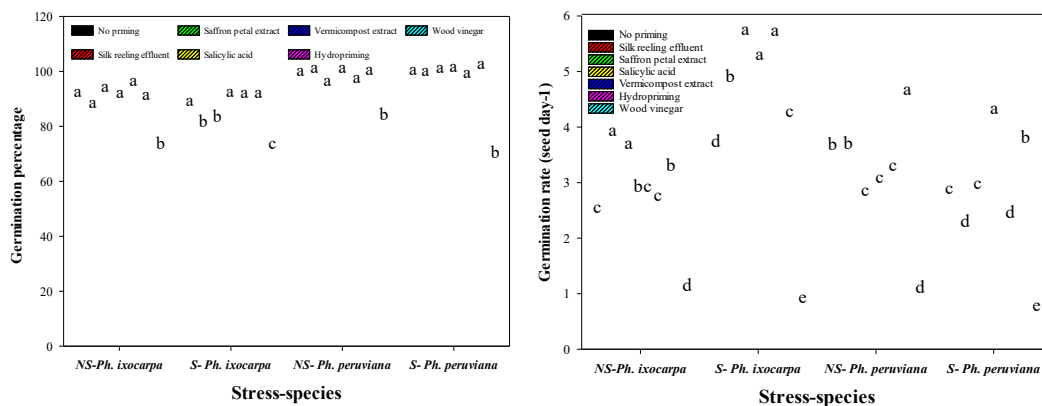 120
100
80
60
40
20
0
Germination percentage
No prming
Saffron petal extract
Vermicompost extract
Wood vinegar
Silk reeling effluent
Salicylic acid
Hydropriming
a b a a a a b
a b b a a a c
a a a a a a b
a a a a a a b
NS-Ph. ixocarpa
S- Ph. ixocarpa
NS-Ph. peruviana
S- Ph. peruviana
Stress-species
6
5
4
3
2
1
0
Germination rate (seed day-1)
No priming
Silk reeling effluent
Saffron petal extract
Salicylic acid
Vermicompost extract
Hydropriming
Wood vinegar
c a a b c c b d
a a a a a c c
b b c c c a d
c d c a c b e
NS-Ph. ixocarpa
S- Ph. ixocarpa
NS-Ph. peruviana
S- Ph. peruviana
Stress-species